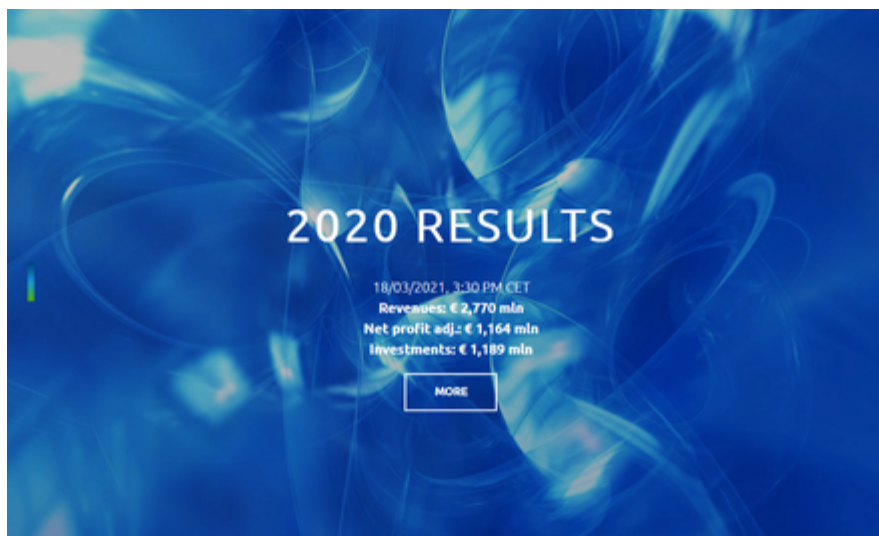 2020 RESULTS
18/03/2021, 3:30 PM CET
Revenues: € 2,770 mln
Net profit adj.: € 1,164 mln
Investments: € 1,189 mln
MORE